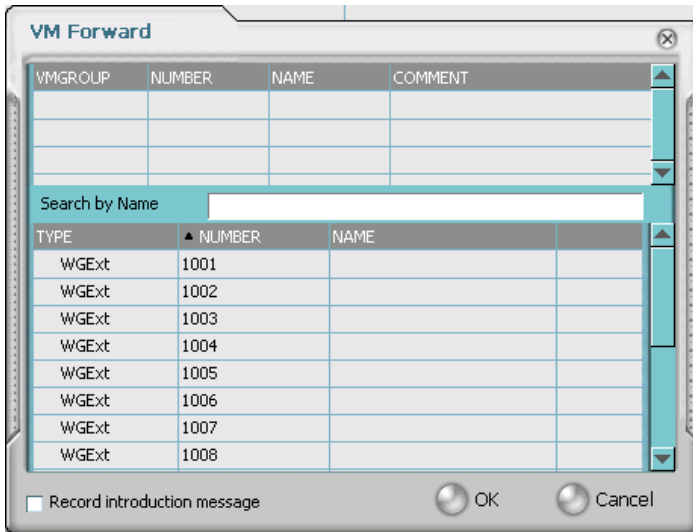 VM Forward
VMGROUP NUMBER NAME COMMENT
Search by Name
TYPE ▲ NUMBER NAME
WGExt 1001
WGExt 1002
WGExt 1003
WGExt 1004
WGExt 1005
WGExt 1006
WGExt 1007
WGExt 1008
Record introduction message OK Cancel